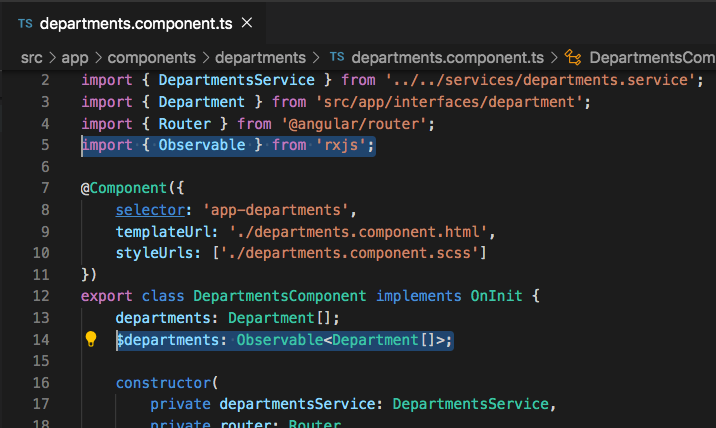 TS departments.component.ts ×
src > app > components > departments > TS departments.component.ts > DepartmentsCom
2 import { DepartmentsService } from '../../services/departments.service';
3 import { Department } from 'src/app/interfaces/department';
4 import { Router } from '@angular/router';
5 import { Observable } from 'rxjs';
6
7 @Component({
8 selector: 'app-departments',
9 templateUrl: './departments.component.html',
10 styleUrls: ['./departments.component.scss']
11 })
12 export class DepartmentsComponent implements OnInit {
13 departments: Department[];
14 $departments: Observable<Department[]>;
15
16 constructor(
17 private departmentsService: DepartmentsService,
18 private router: Router